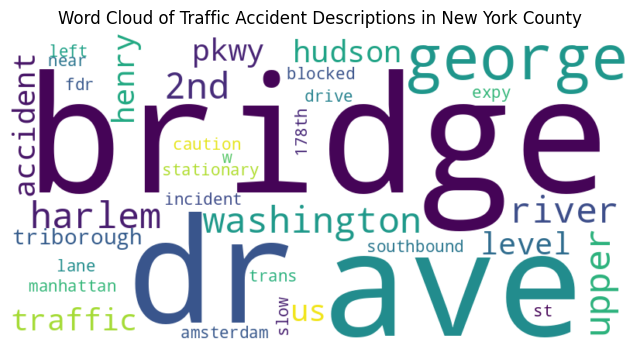 Word Cloud of Traffic Accident Descriptions in New York County
left
near
fdr
accident
henry
pkwy
2nd
hudson
george
blocked
drive
expy
bridge
178th
caution
w
stationary
incident
harlem
washington
river
triborough
southbound
level
upper
lane
manhattan
dr
trans
ave
traffic
amsterdam
slow
us
st